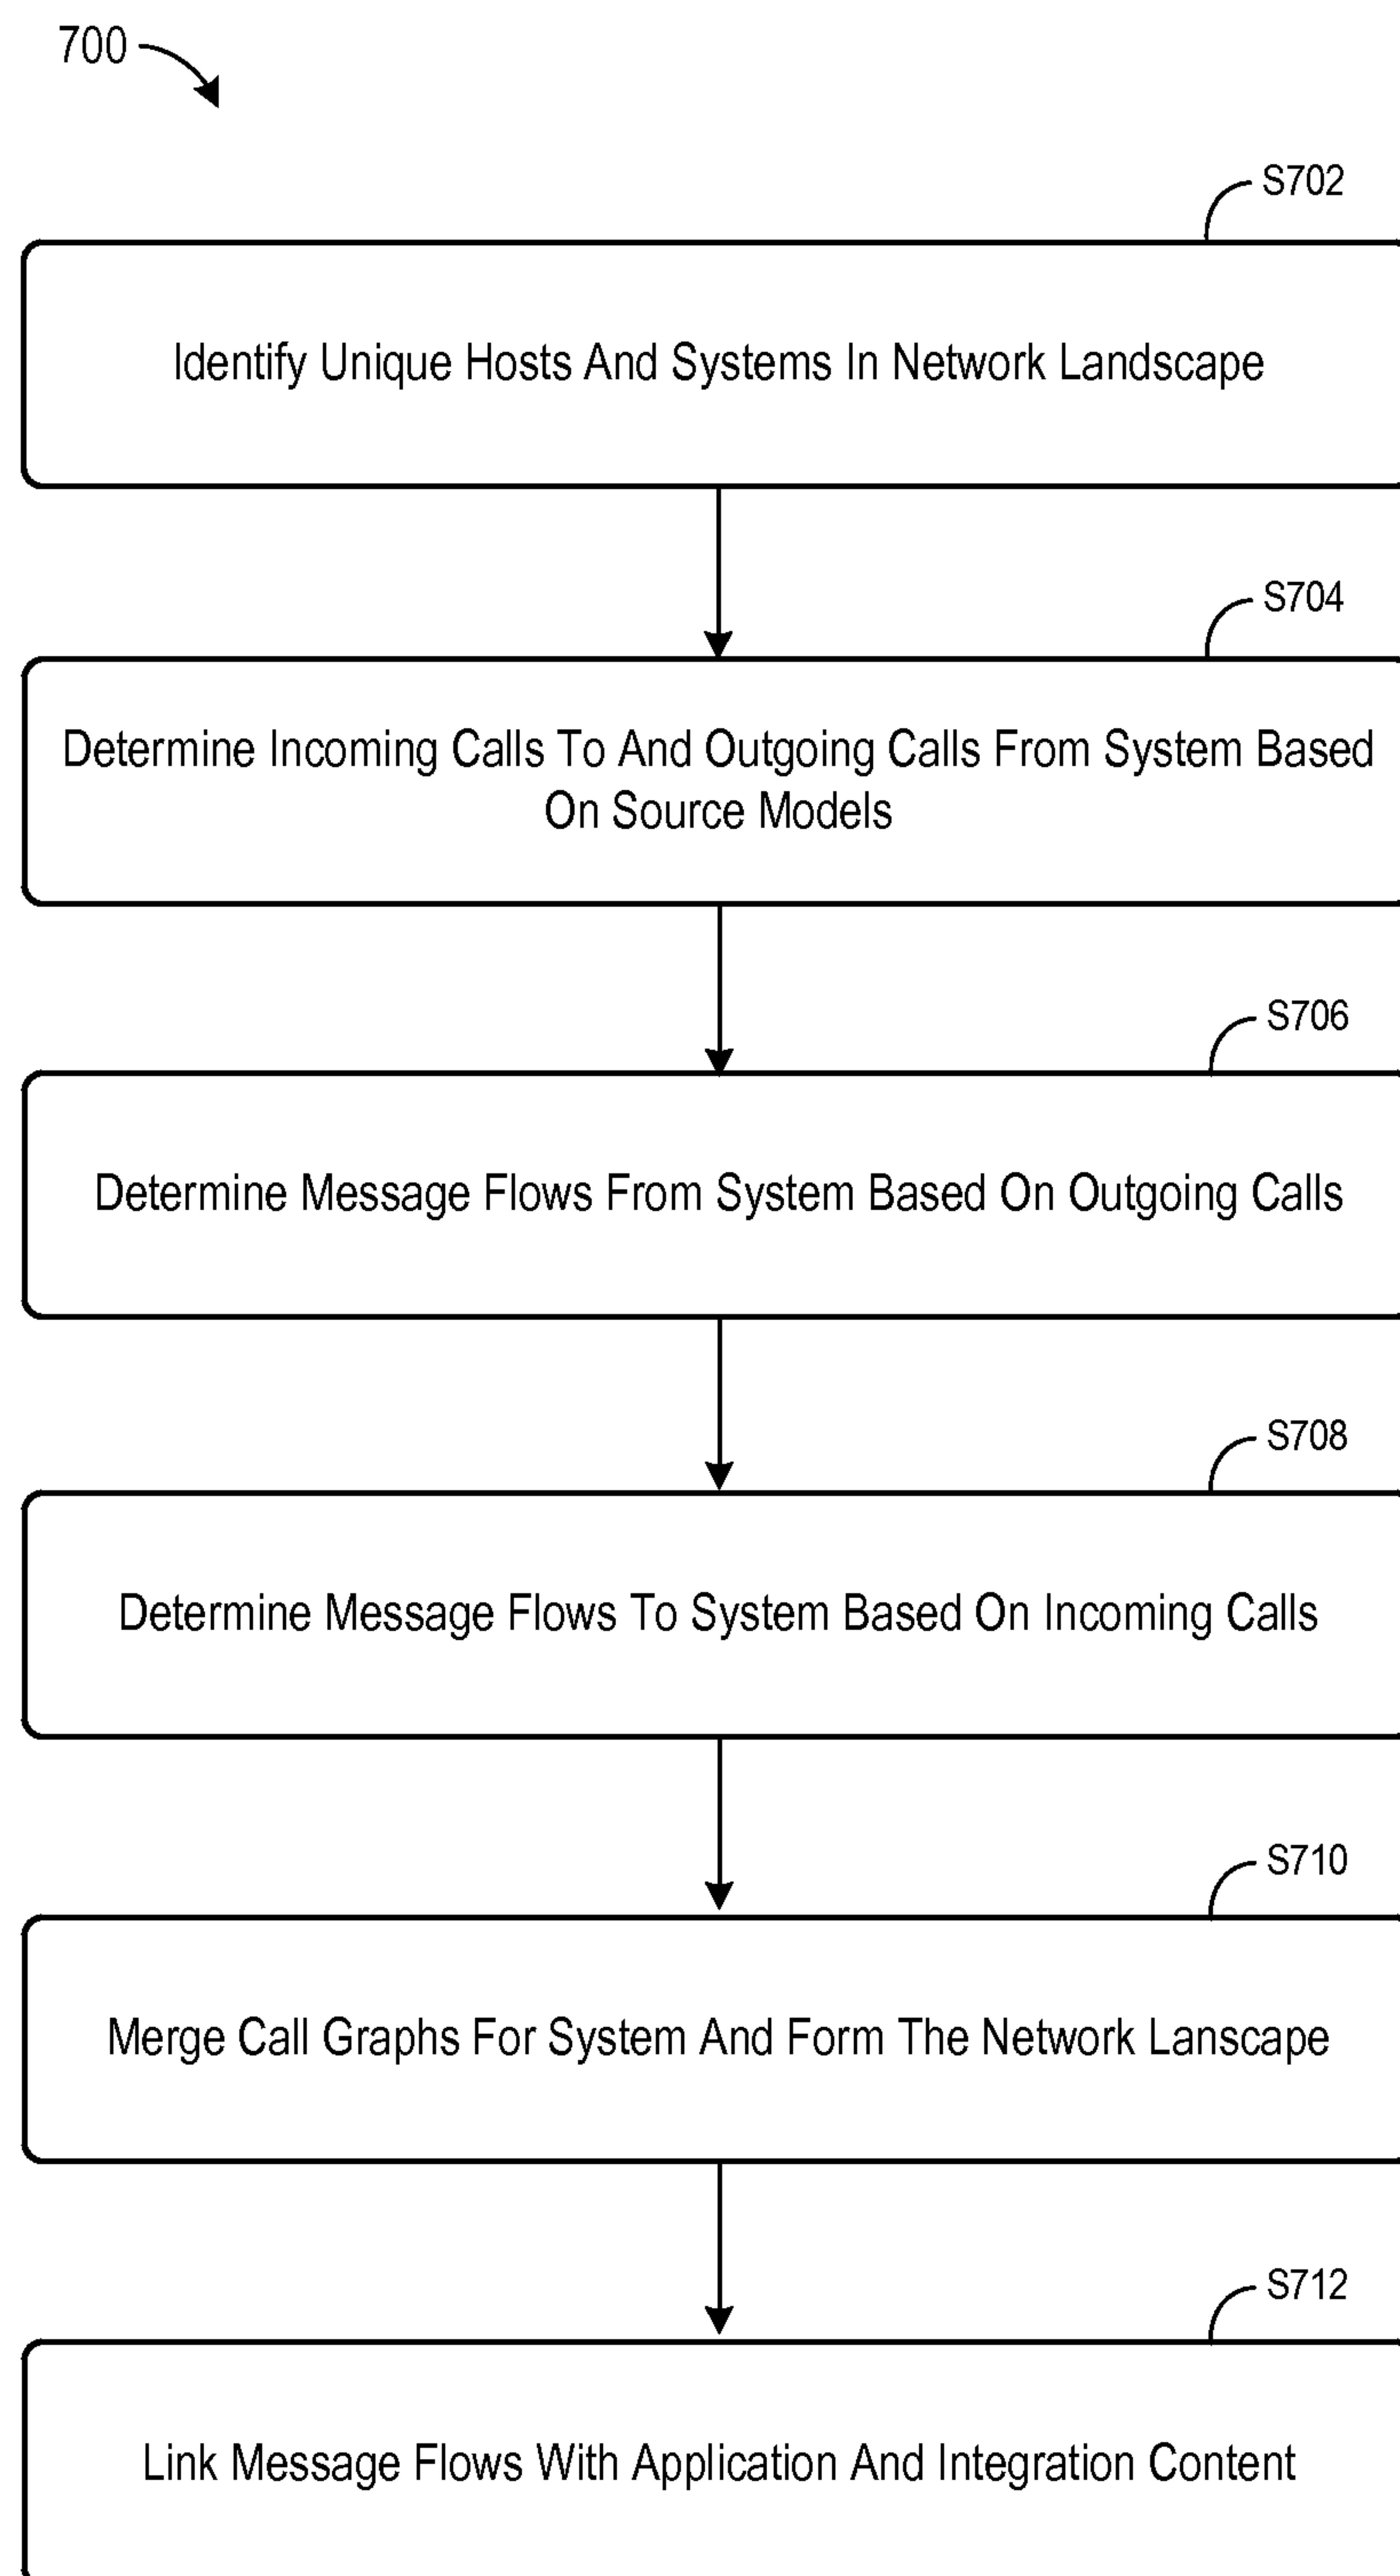 700
S702
Identify Unique Hosts And Systems In Network Landscape
S704
Determine Incoming Calls To And Outgoing Calls From System Based
On Source Models
S706
Determine Message Flows From System Based On Outgoing Calls
S708
Determine Message Flows To System Based On Incoming Calls
S710
Merge Call Graphs For System And Form The Network Lanscape
S712
Link Message Flows With Application And Integration Content